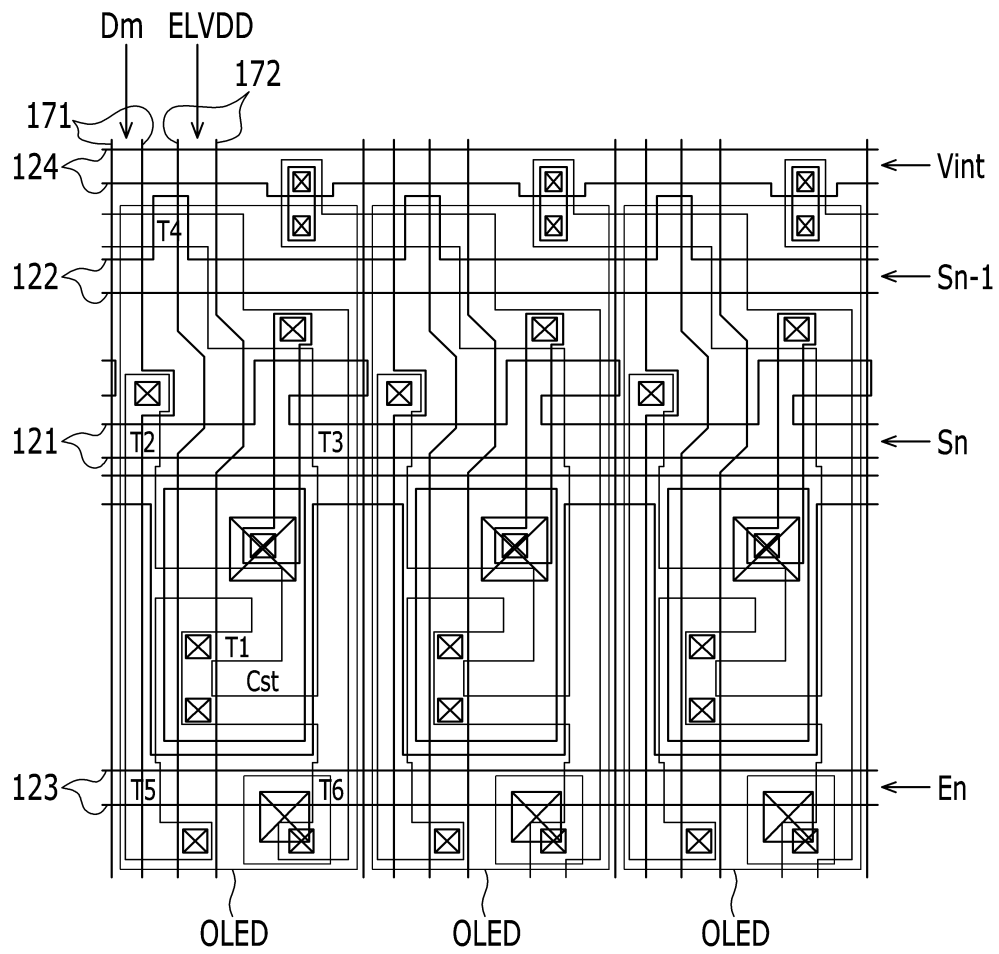 Dm ELVDD
172
171
124 Vint
T4
122 Sn-1
121 T2 T3 Sn
T1
Cst
123 T5 T6 En
OLED OLED OLED